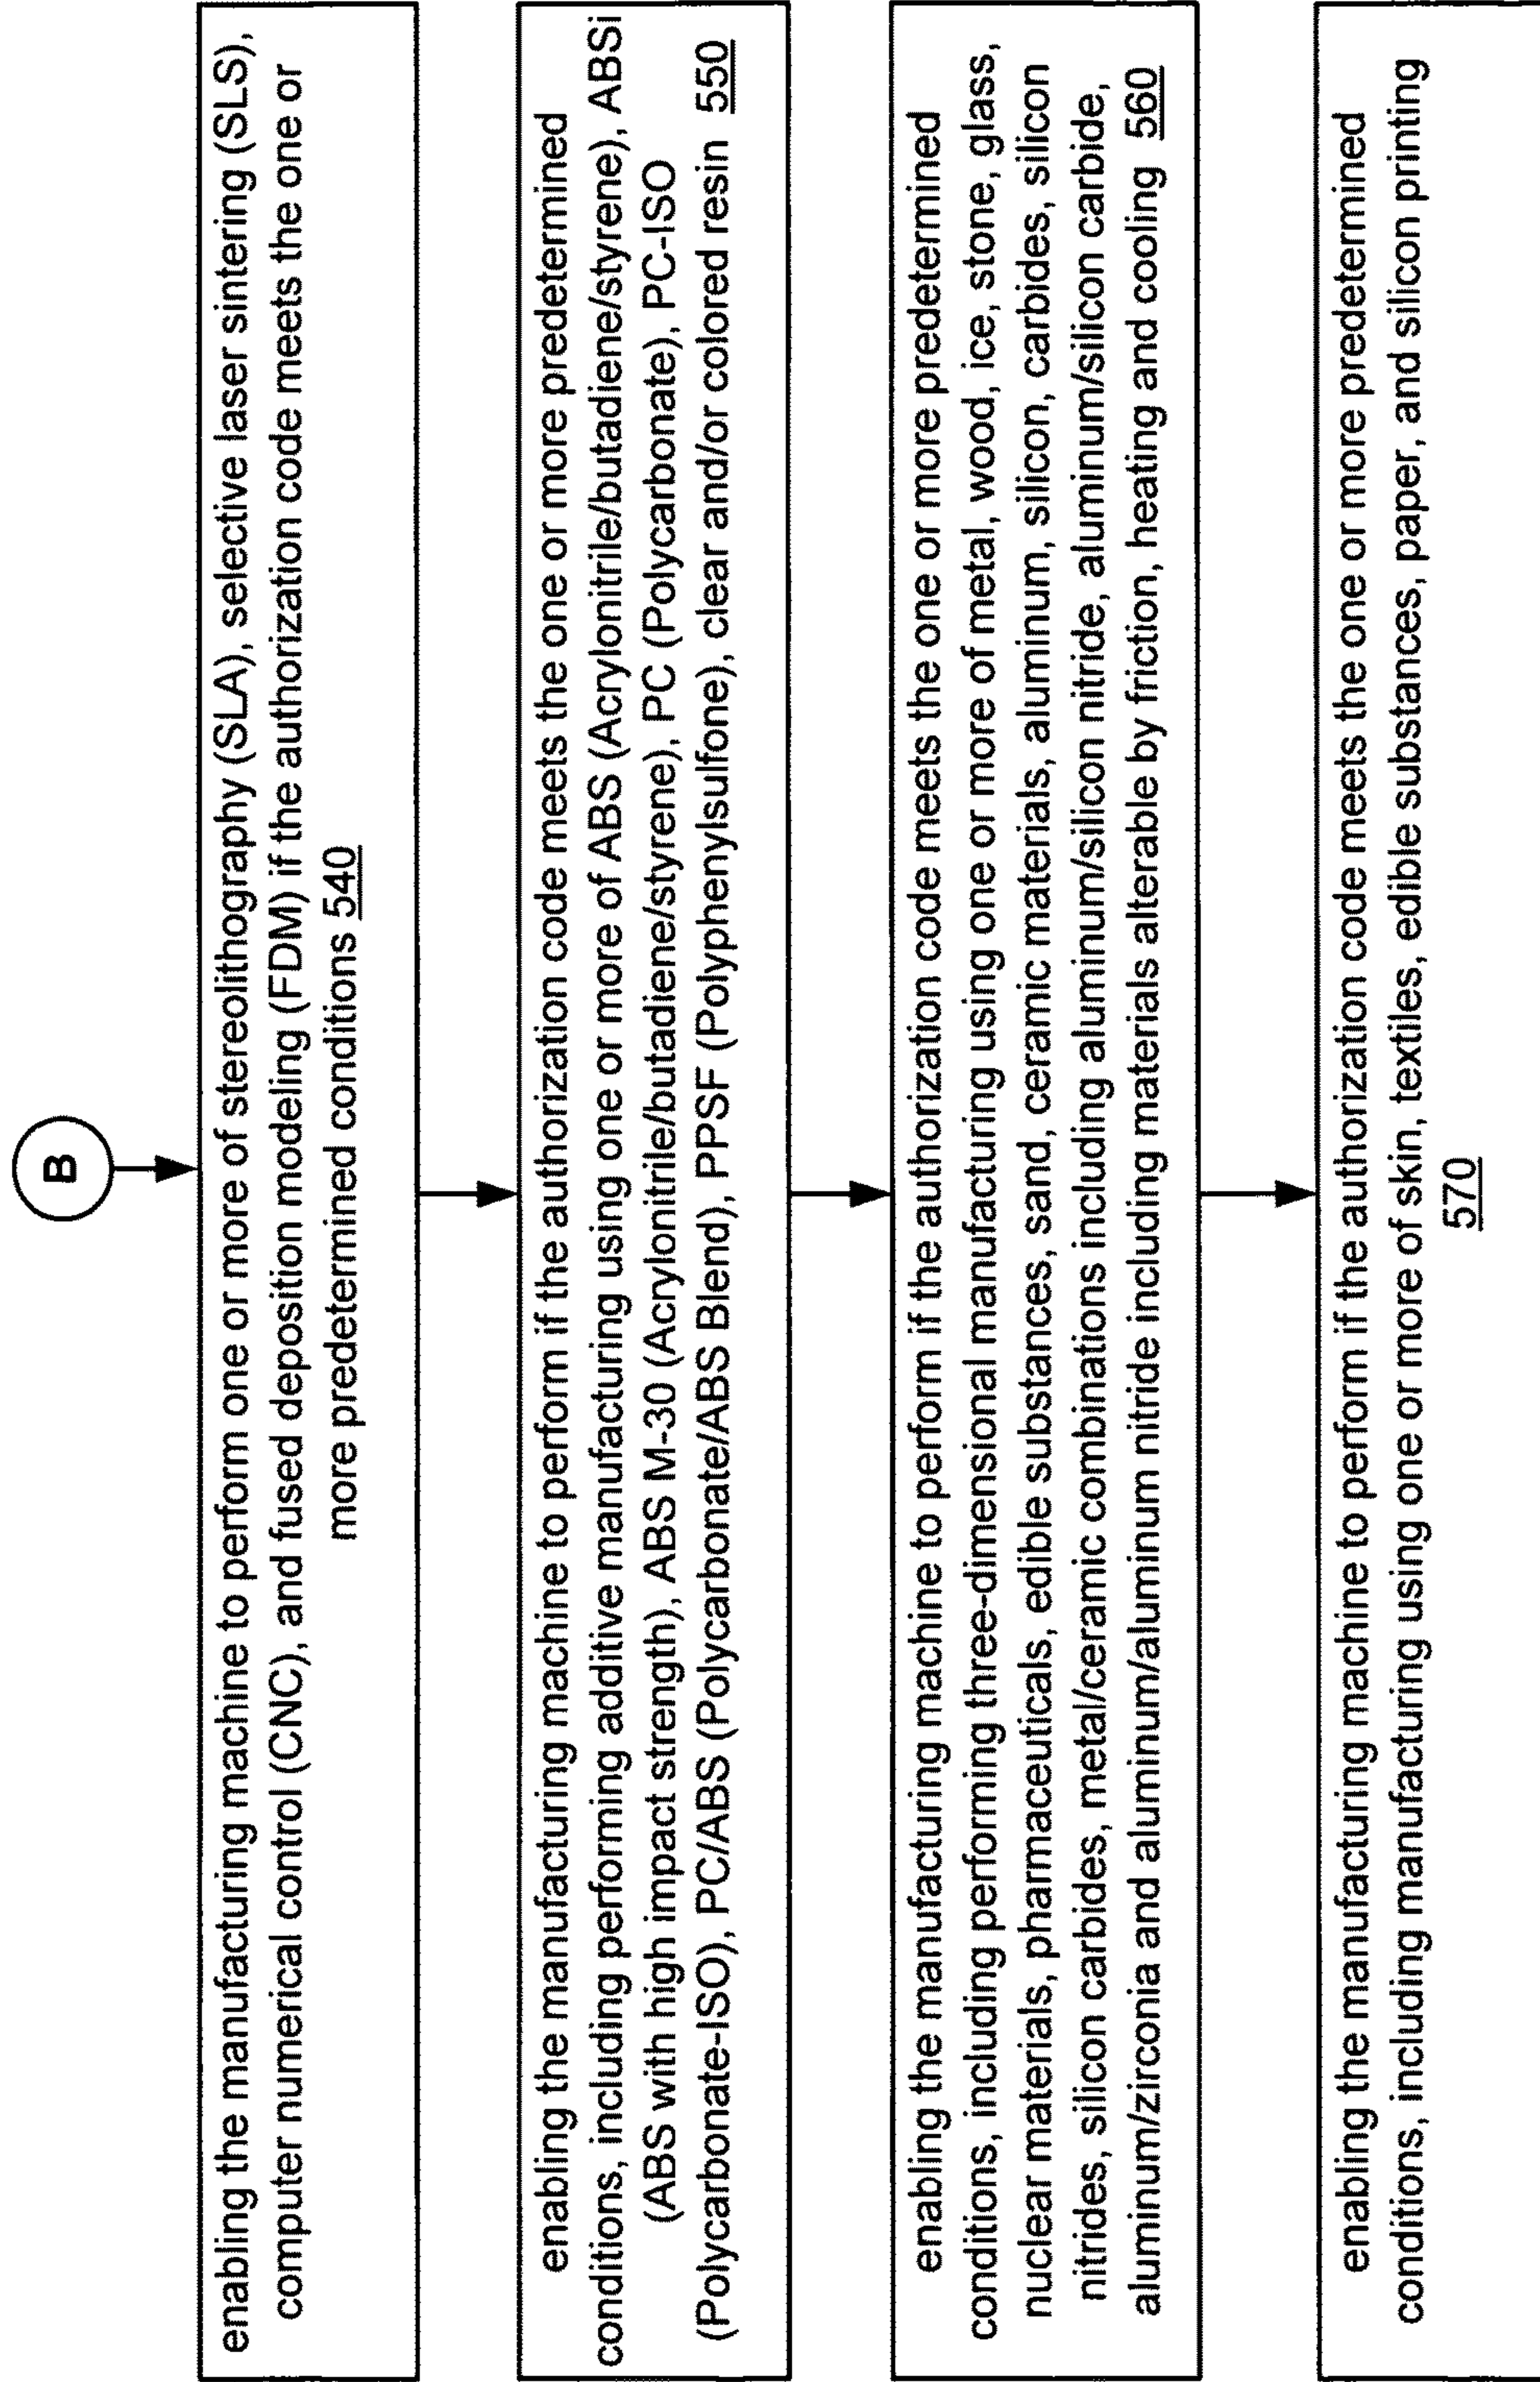 B
enabling the manufacturing machine to perform one or more of stereolithography (SLA), selective laser sintering (SLS),
computer numerical control (CNC), and fused deposition modeling (FDM) if the authorization code meets the one or
more predetermined conditions 540
enabling the manufacturing machine to perform if the authorization code meets the one or more predetermined
conditions, including performing additive manufacturing using one or more of ABS (Acrylonitrile/butadiene/styrene), ABSi
(ABS with high impact strength), ABS M-30 (Acrylonitrile/butadiene/styrene), PC (Polycarbonate), PC-ISO
(Polycarbonate-ISO), PC/ABS (Polycarbonate/ABS Blend), PPSF (Polyphenylsulfone), clear and/or colored resin 550
enabling the manufacturing machine to perform if the authorization code meets the one or more predetermined
conditions, including performing three-dimensional manufacturing using one or more of metal, wood, ice, stone, glass,
nuclear materials, pharmaceuticals, edible substances, sand, ceramic materials, aluminum, silicon, carbides, silicon
nitrides, silicon carbides, metal/ceramic combinations including aluminum/silicon nitride, aluminum/silicon carbide,
aluminum/zirconia and aluminum/aluminum nitride including materials alterable by friction, heating and cooling 560
enabling the manufacturing machine to perform if the authorization code meets the one or more predetermined
conditions, including manufacturing using one or more of skin, textiles, edible substances, paper, and silicon printing
570